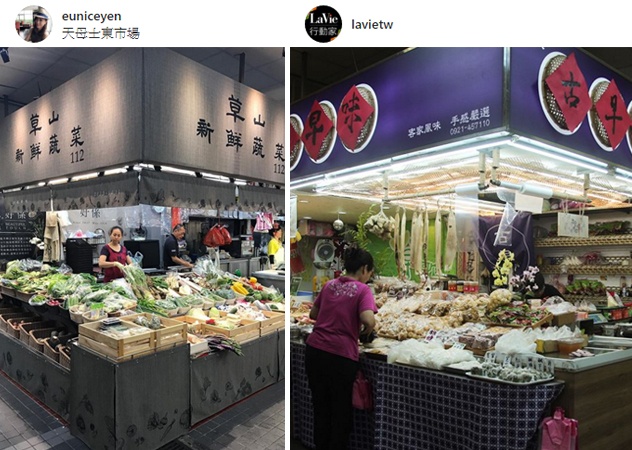 euniceyen
天母士東市場
LaVie
行動家
lavietw
草山
新鮮蔬菜
112
草山
新鮮蔬菜
112
早味
古早
客家風味 手感嚴選
0921-457110